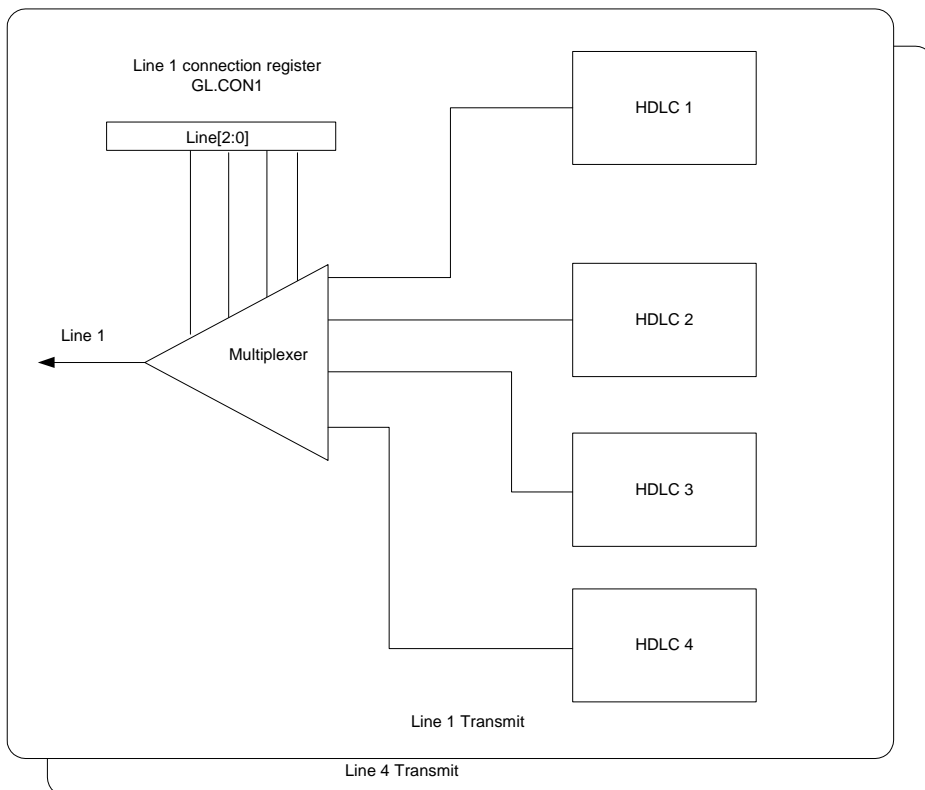 Line 1 connection register
GL.CON1
Line[2:0]
HDLC 1
HDLC 2
Line 1
Multiplexer
HDLC 3
HDLC 4
Line 1 Transmit
Line 4 Transmit